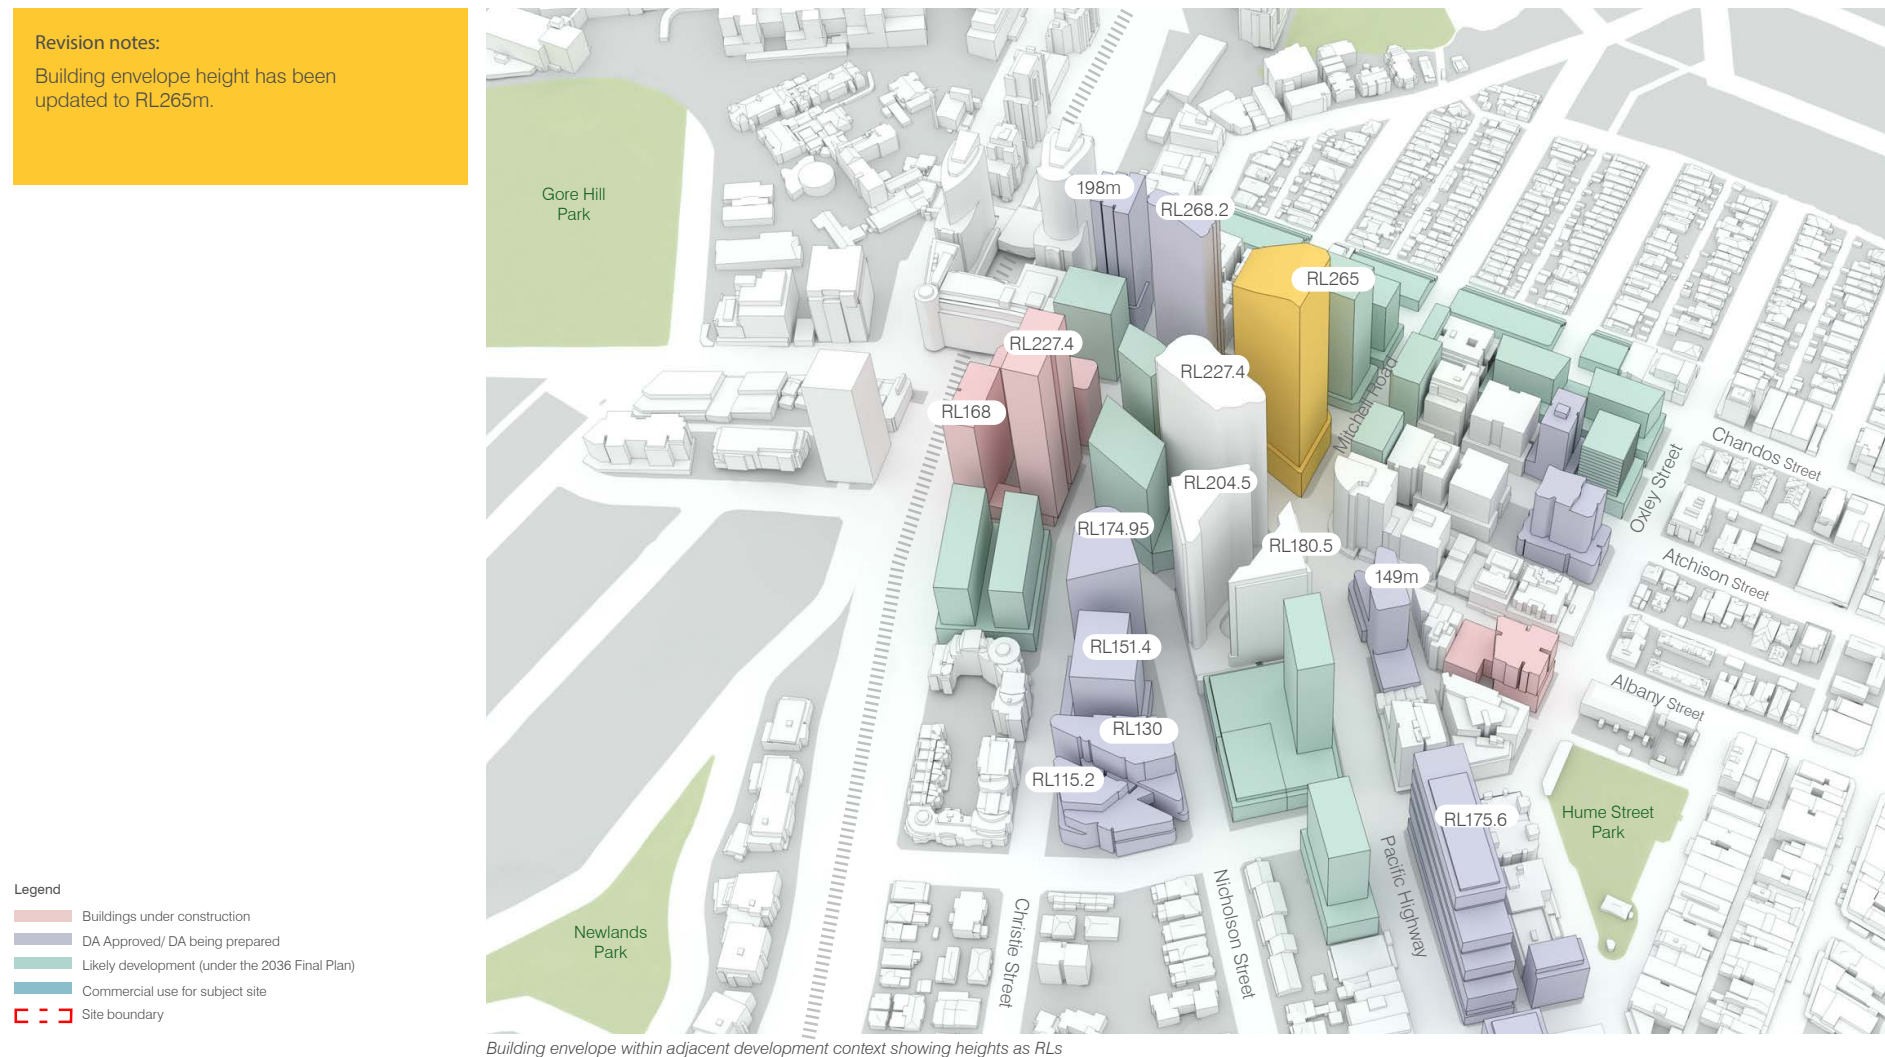 Revision notes:
Building envelope height has been
updated to RL265m.
Gore Hill
Park
198m
RL268.2
RL265
RL227.4
RL227.4
RL168
Mitchell Road
RL204.5
RL174.95
RL180.5
149m
Chandos Street
Oxley Street
Atchison Street
RL151.4
Albany Street
RL130
RL115.2
RL175.6
Hume Street
Park
Pacific Highway
Nicholson Street
Christie Street
Newlands
Park
Legend
Buildings under construction
DA Approved/ DA being prepared
Likely development (under the 2036 Final Plan)
Commercial use for subject site
Site boundary
Building envelope within adjacent development context showing heights as RLs